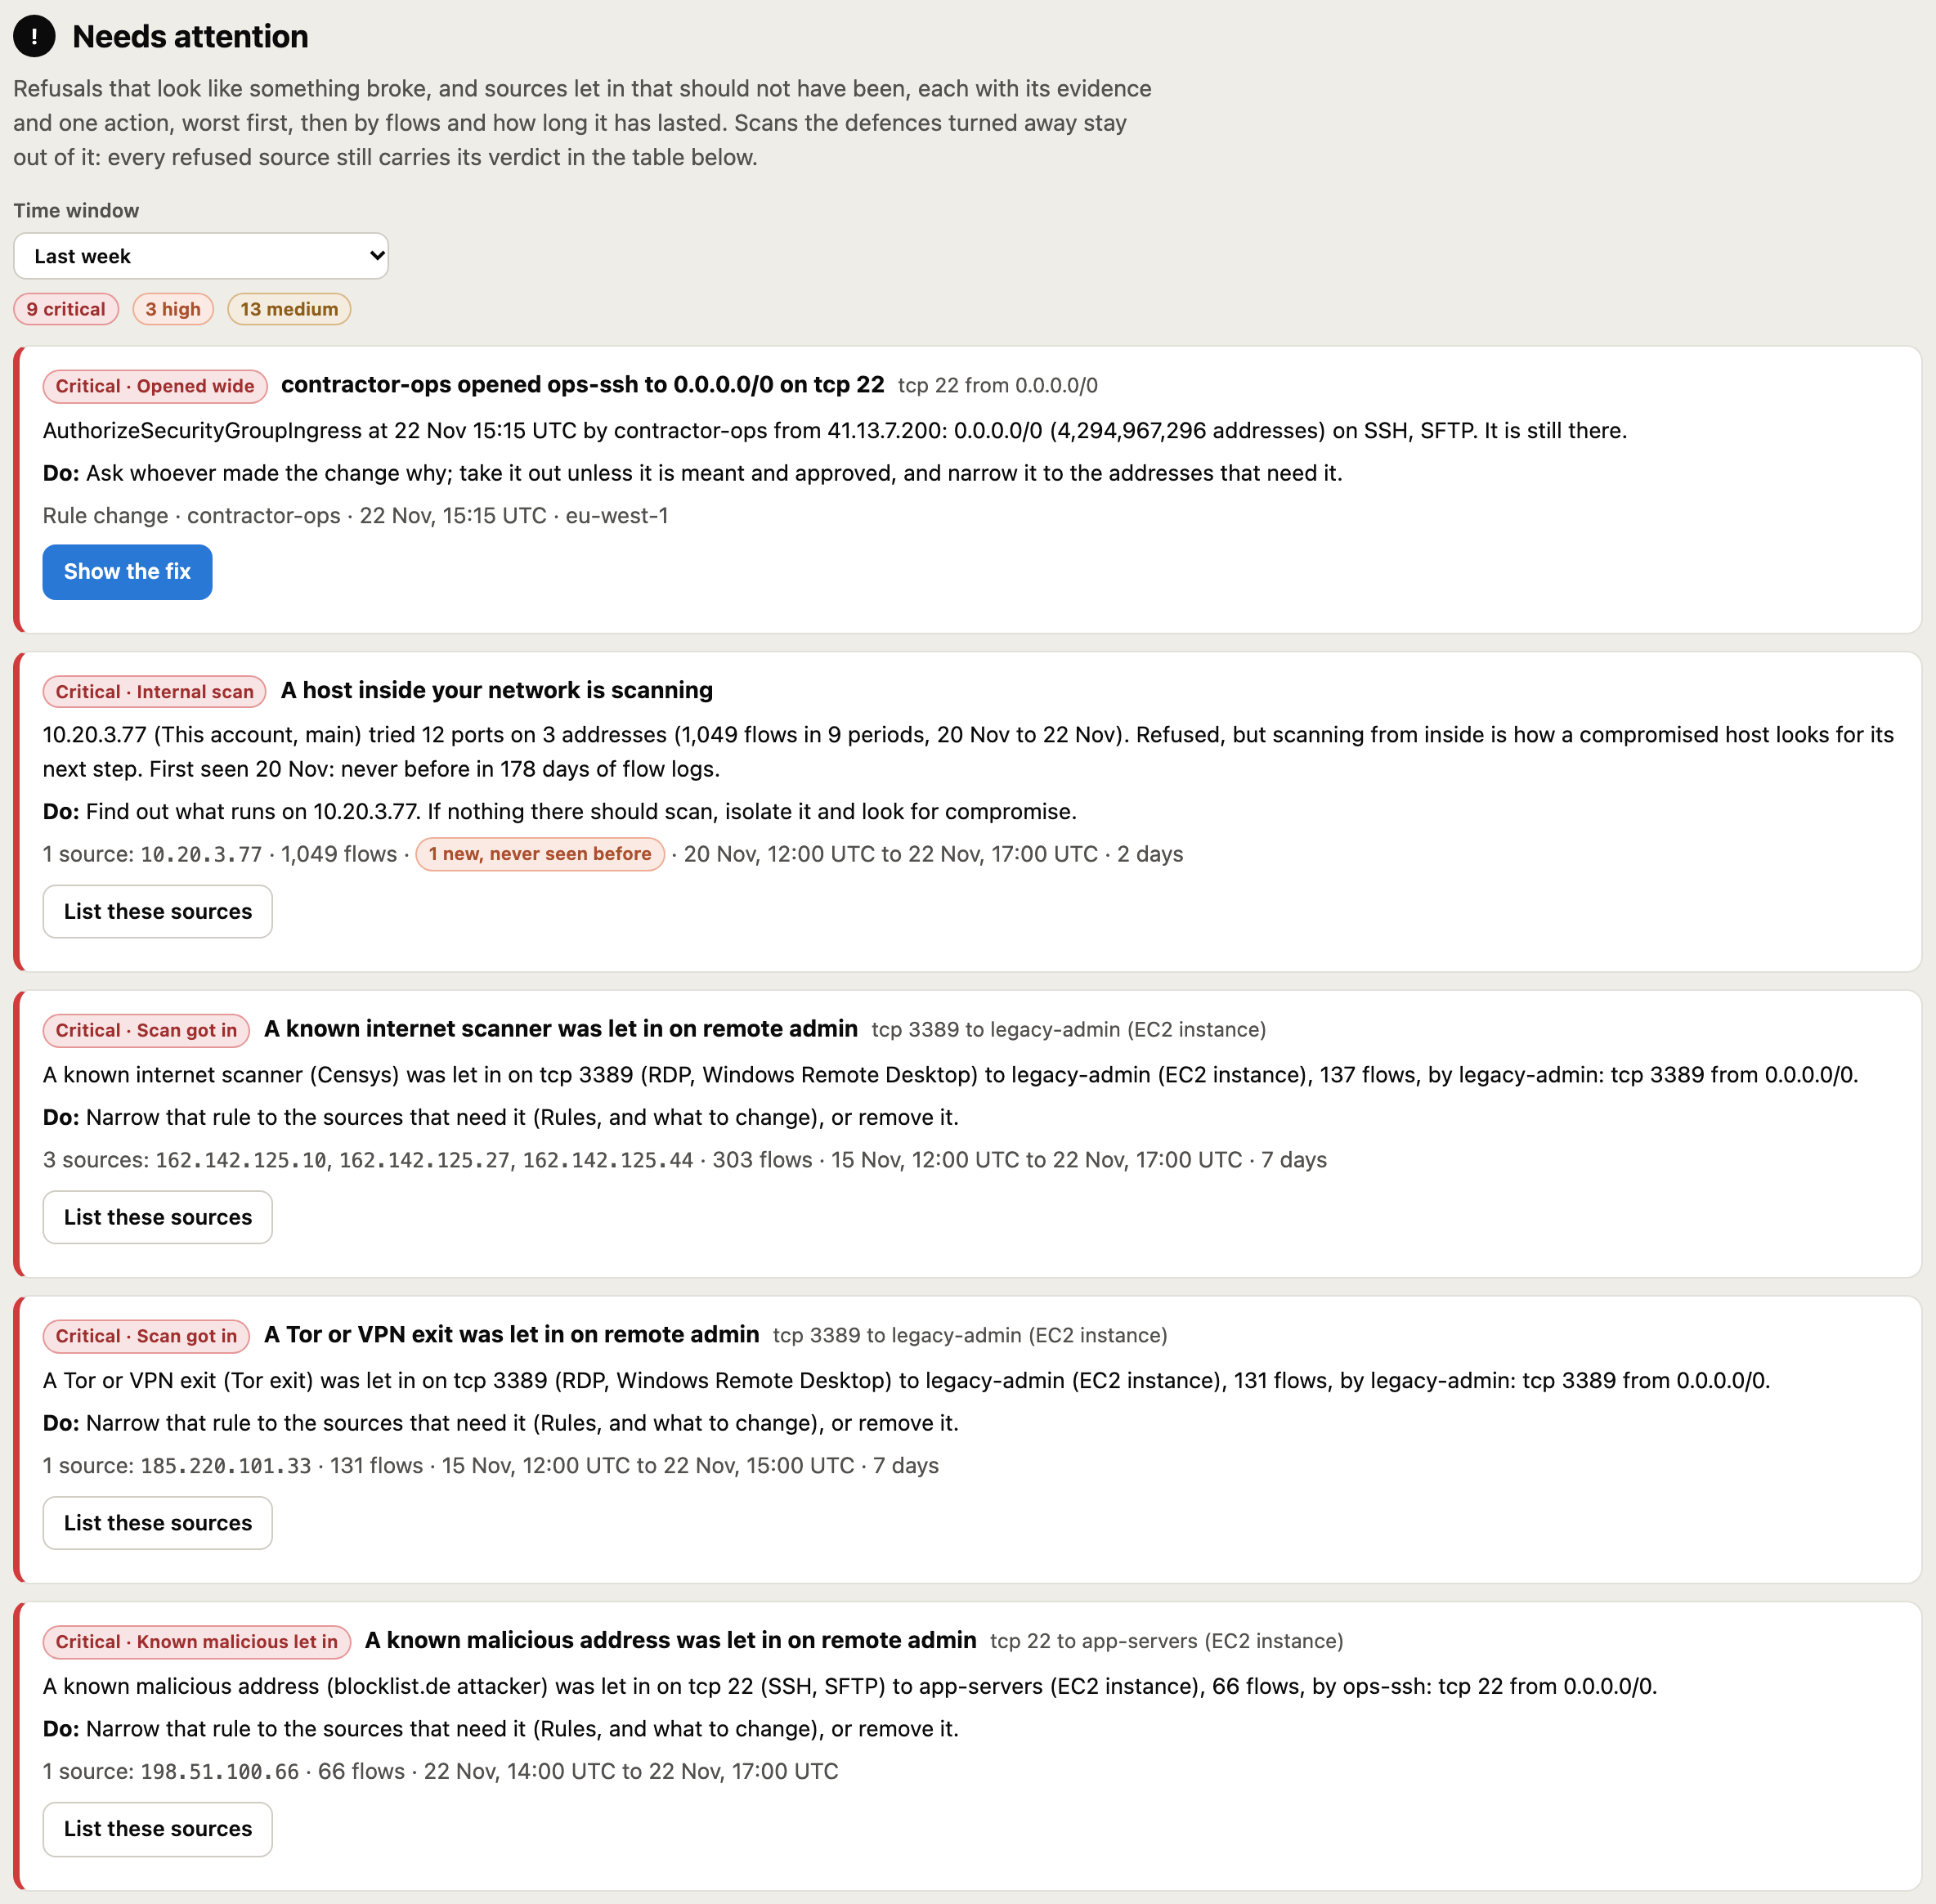 ! Needs attention
Refusals that look like something broke, and sources let in that should not have been, each with its evidence
and one action, worst first, then by flows and how long it has lasted. Scans the defences turned away stay
out of it: every refused source still carries its verdict in the table below.
Time window
Last week
9 critical 3 high 13 medium
Critical · Opened wide contractor-ops opened ops-ssh to 0.0.0.0/0 on tcp 22 tcp 22 from 0.0.0.0/0
AuthorizeSecurityGroupIngress at 22 Nov 15:15 UTC by contractor-ops from 41.13.7.200: 0.0.0.0/0 (4,294,967,296 addresses) on SSH, SFTP. It is still there.
Do: Ask whoever made the change why; take it out unless it is meant and approved, and narrow it to the addresses that need it.
Rule change · contractor-ops · 22 Nov, 15:15 UTC · eu-west-1
Show the fix
Critical · Internal scan A host inside your network is scanning
10.20.3.77 (This account, main) tried 12 ports on 3 addresses (1,049 flows in 9 periods, 20 Nov to 22 Nov). Refused, but scanning from inside is how a compromised host looks for its
next step. First seen 20 Nov: never before in 178 days of flow logs.
Do: Find out what runs on 10.20.3.77. If nothing there should scan, isolate it and look for compromise.
1 source: 10.20.3.77 · 1,049 flows · 1 new, never seen before · 20 Nov, 12:00 UTC to 22 Nov, 17:00 UTC · 2 days
List these sources
Critical · Scan got in A known internet scanner was let in on remote admin tcp 3389 to legacy-admin (EC2 instance)
A known internet scanner (Censys) was let in on tcp 3389 (RDP, Windows Remote Desktop) to legacy-admin (EC2 instance), 137 flows, by legacy-admin: tcp 3389 from 0.0.0.0/0.
Do: Narrow that rule to the sources that need it (Rules, and what to change), or remove it.
3 sources: 162.142.125.10, 162.142.125.27, 162.142.125.44 · 303 flows · 15 Nov, 12:00 UTC to 22 Nov, 17:00 UTC · 7 days
List these sources
Critical · Scan got in A Tor or VPN exit was let in on remote admin tcp 3389 to legacy-admin (EC2 instance)
A Tor or VPN exit (Tor exit) was let in on tcp 3389 (RDP, Windows Remote Desktop) to legacy-admin (EC2 instance), 131 flows, by legacy-admin: tcp 3389 from 0.0.0.0/0.
Do: Narrow that rule to the sources that need it (Rules, and what to change), or remove it.
1 source: 185.220.101.33 · 131 flows · 15 Nov, 12:00 UTC to 22 Nov, 15:00 UTC · 7 days
List these sources
Critical · Known malicious let in A known malicious address was let in on remote admin tcp 22 to app-servers (EC2 instance)
A known malicious address (blocklist.de attacker) was let in on tcp 22 (SSH, SFTP) to app-servers (EC2 instance), 66 flows, by ops-ssh: tcp 22 from 0.0.0.0/0.
Do: Narrow that rule to the sources that need it (Rules, and what to change), or remove it.
1 source: 198.51.100.66 · 66 flows · 22 Nov, 14:00 UTC to 22 Nov, 17:00 UTC
List these sources